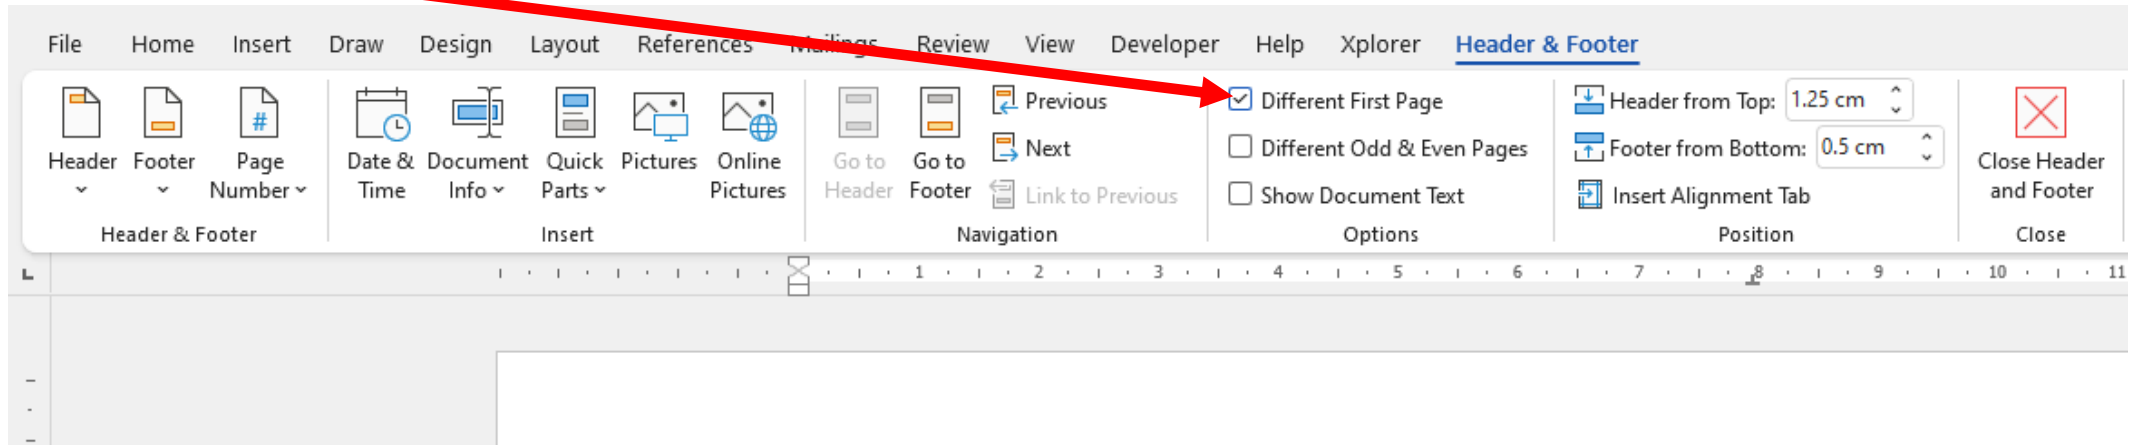 File Home Insert Draw Design Layout References Mailings Review View Developer Help Xplorer Header & Footer
Header
Footer
Page
Number
Header & Footer
Date &
Time
Document
Info
Quick
Parts
Pictures
Online
Pictures
Insert
Go to
Header
Go to
Footer
Previous
Next
Link to Previous
Navigation
Different First Page
Different Odd & Even Pages
Show Document Text
Options
Header from Top: 1.25 cm
Footer from Bottom: 0.5 cm
Insert Alignment Tab
Position
Close Header
and Footer
Close
1 2 3 4 5 6 7 8 9 10 11